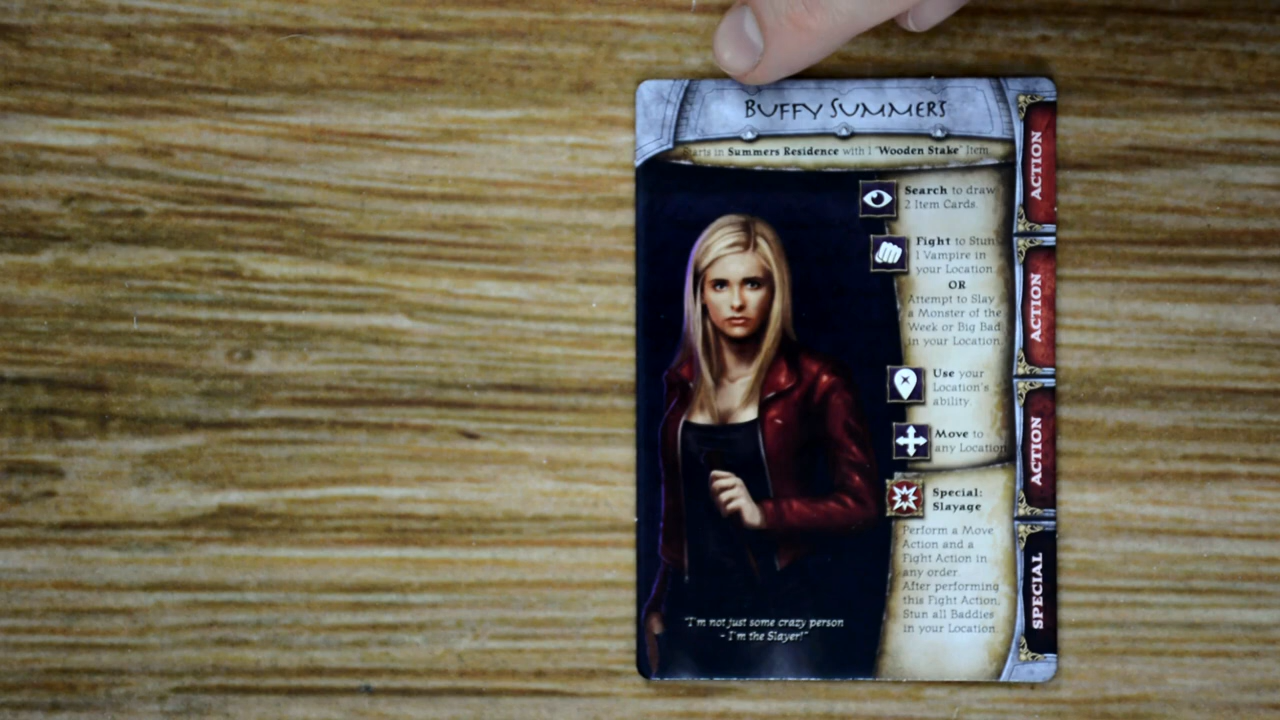 BUFFY SUMMERS
Starts in Summers Residence with 1 "Wooden Stake" Item.
Search to draw
2 Item Cards.
Fight to Stun
1 Vampire in
your Location.
OR
Attempt to Slay
a Monster of the
Week or Big Bad
in your Location.
Use your
Location's
ability.
Move to
any Location
Special:
Slayage
Perform a Move
Action and a
Fight Action in
any order.
After performing
this Fight Action,
Stun all Baddies
in your Location.
"I'm not just some crazy person
- I'm the Slayer!"
ACTION
ACTION
ACTION
SPECIAL